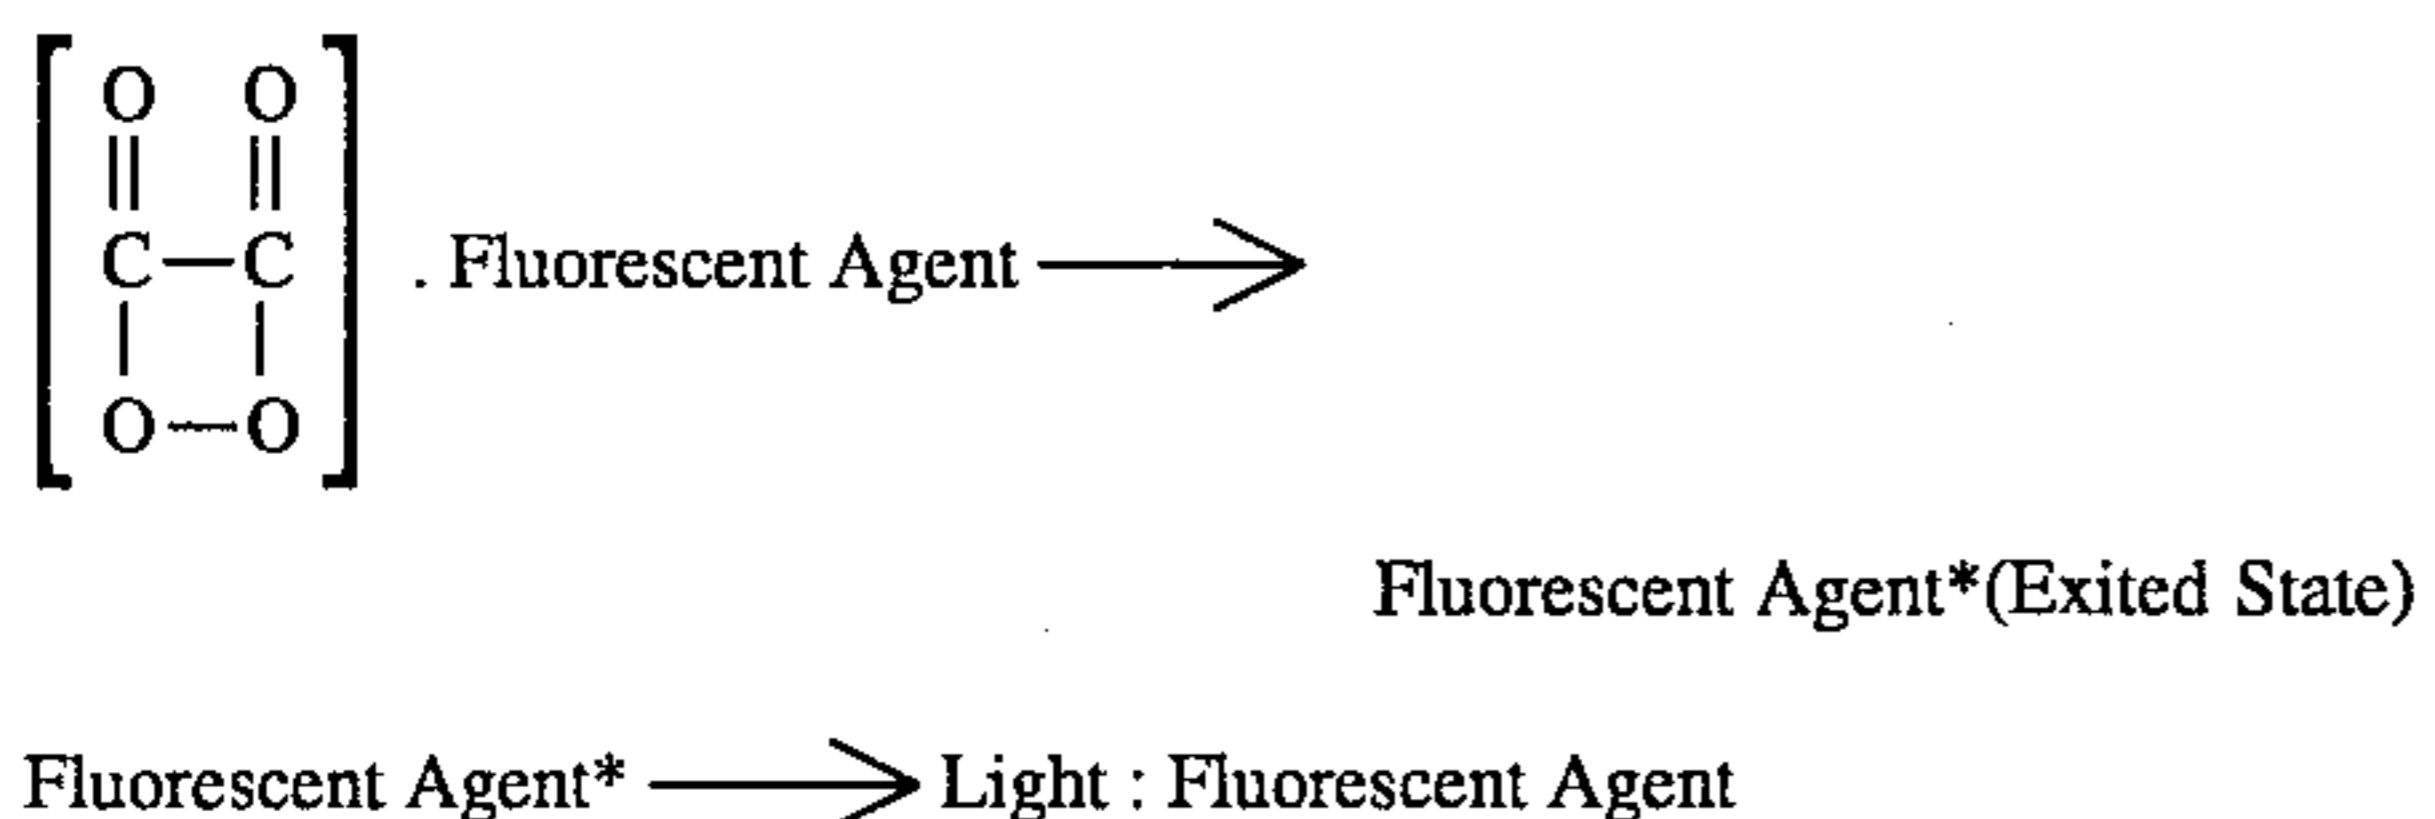 O O
C—C
O—O
. Fluorescent Agent
Fluorescent Agent*(Exited State)
Fluorescent Agent* Light : Fluorescent Agent